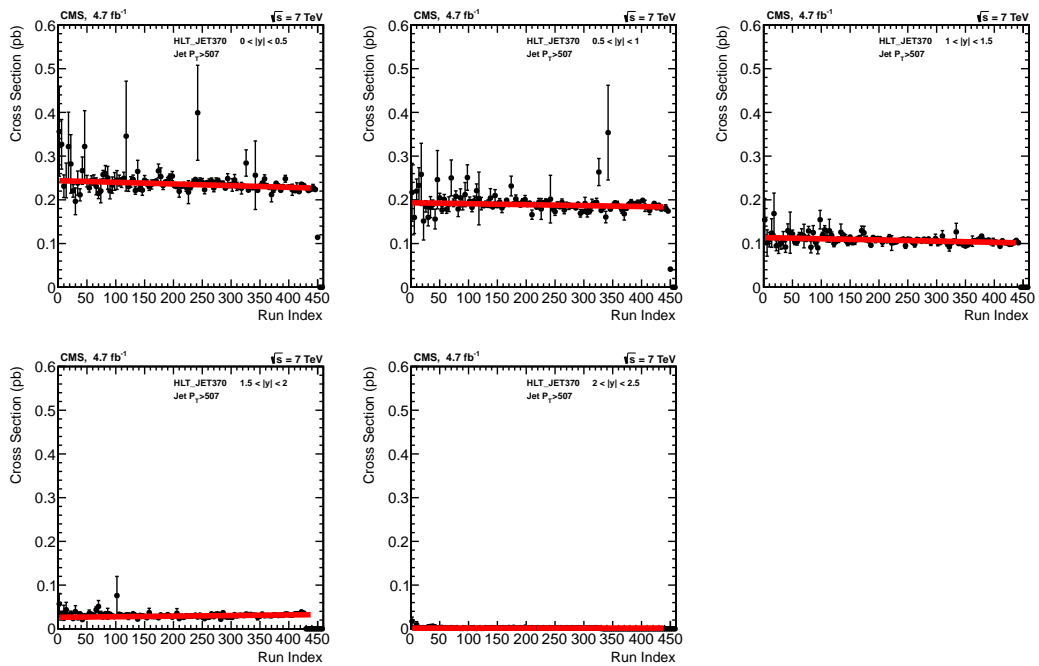 CMS, 4.7 fb⁻¹ √s = 7 TeV
HLT_JET370 0 < |y| < 0.5
Jet P_T>507
Cross Section (pb)
0.6
0.5
0.4
0.3
0.2
0.1
0
0 50 100 150 200 250 300 350 400 450
Run Index
CMS, 4.7 fb⁻¹ √s = 7 TeV
HLT_JET370 0.5 < |y| < 1
Jet P_T>507
Cross Section (pb)
0.6
0.5
0.4
0.3
0.2
0.1
0
0 50 100 150 200 250 300 350 400 450
Run Index
CMS, 4.7 fb⁻¹ √s = 7 TeV
HLT_JET370 1 < |y| < 1.5
Jet P_T>507
Cross Section (pb)
0.6
0.5
0.4
0.3
0.2
0.1
0
0 50 100 150 200 250 300 350 400 450
Run Index
CMS, 4.7 fb⁻¹ √s = 7 TeV
HLT_JET370 1.5 < |y| < 2
Jet P_T>507
Cross Section (pb)
0.6
0.5
0.4
0.3
0.2
0.1
0
0 50 100 150 200 250 300 350 400 450
Run Index
CMS, 4.7 fb⁻¹ √s = 7 TeV
HLT_JET370 2 < |y| < 2.5
Jet P_T>507
Cross Section (pb)
0.6
0.5
0.4
0.3
0.2
0.1
0
0 50 100 150 200 250 300 350 400 450
Run Index